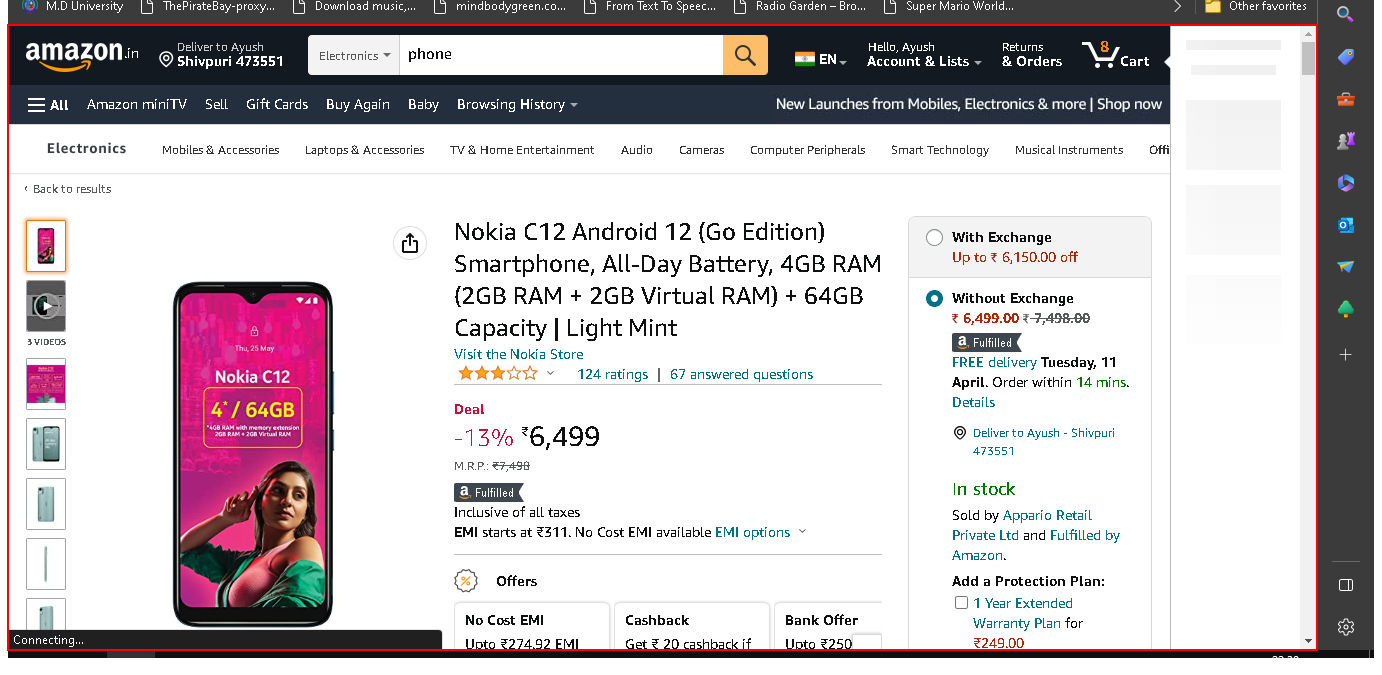 M.D University
ThePirateBay-proxy...
Download music,...
mindbodygreen.co...
From Text To Speec...
Radio Garden – Bro...
Super Mario World...
Other favorites
amazon.in
Deliver to Ayush
Shivpuri 473551
Electronics
phone
EN
Hello, Ayush
Account & Lists
Returns
& Orders
8
Cart
All
Amazon miniTV
Sell
Gift Cards
Buy Again
Baby
Browsing History
New Launches from Mobiles, Electronics & more | Shop now
Electronics
Mobiles & Accessories
Laptops & Accessories
TV & Home Entertainment
Audio
Cameras
Computer Peripherals
Smart Technology
Musical Instruments
Offi
‹ Back to results
3 VIDEOS
Thu, 25 May
Nokia C12
4* / 64GB
*4GB RAM with memory extension
2GB RAM + 2GB Virtual RAM
Nokia C12 Android 12 (Go Edition)
Smartphone, All-Day Battery, 4GB RAM
(2GB RAM + 2GB Virtual RAM) + 64GB
Capacity | Light Mint
Visit the Nokia Store
124 ratings | 67 answered questions
Deal
-13% ₹6,499
M.R.P.: ₹7,498
a Fulfilled
Inclusive of all taxes
EMI starts at ₹311. No Cost EMI available EMI options
Offers
No Cost EMI
Upto ₹274.92 EMI
Cashback
Get ₹ 20 cashback if
Bank Offer
Upto ₹250
With Exchange
Up to ₹ 6,150.00 off
Without Exchange
₹ 6,499.00 ₹ 7,498.00
a Fulfilled
FREE delivery Tuesday, 11
April. Order within 14 mins.
Details
Deliver to Ayush - Shivpuri
473551
In stock
Sold by Appario Retail
Private Ltd and Fulfilled by
Amazon.
Add a Protection Plan:
1 Year Extended
Warranty Plan for
₹249.00
Connecting...